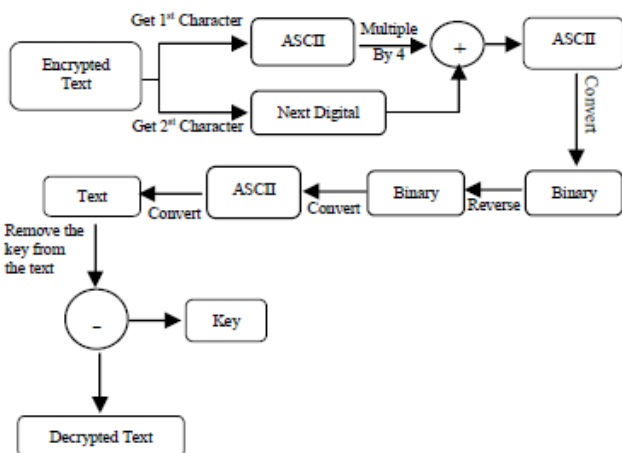 Get 1st Character
ASCII
Multiple
By 4
+
ASCII
Encrypted
Text
Get 2st Character
Next Digital
Convert
Text
Convert
ASCII
Convert
Binary
Reverse
Binary
Remove the
key from
the text
-
Key
Decrypted Text